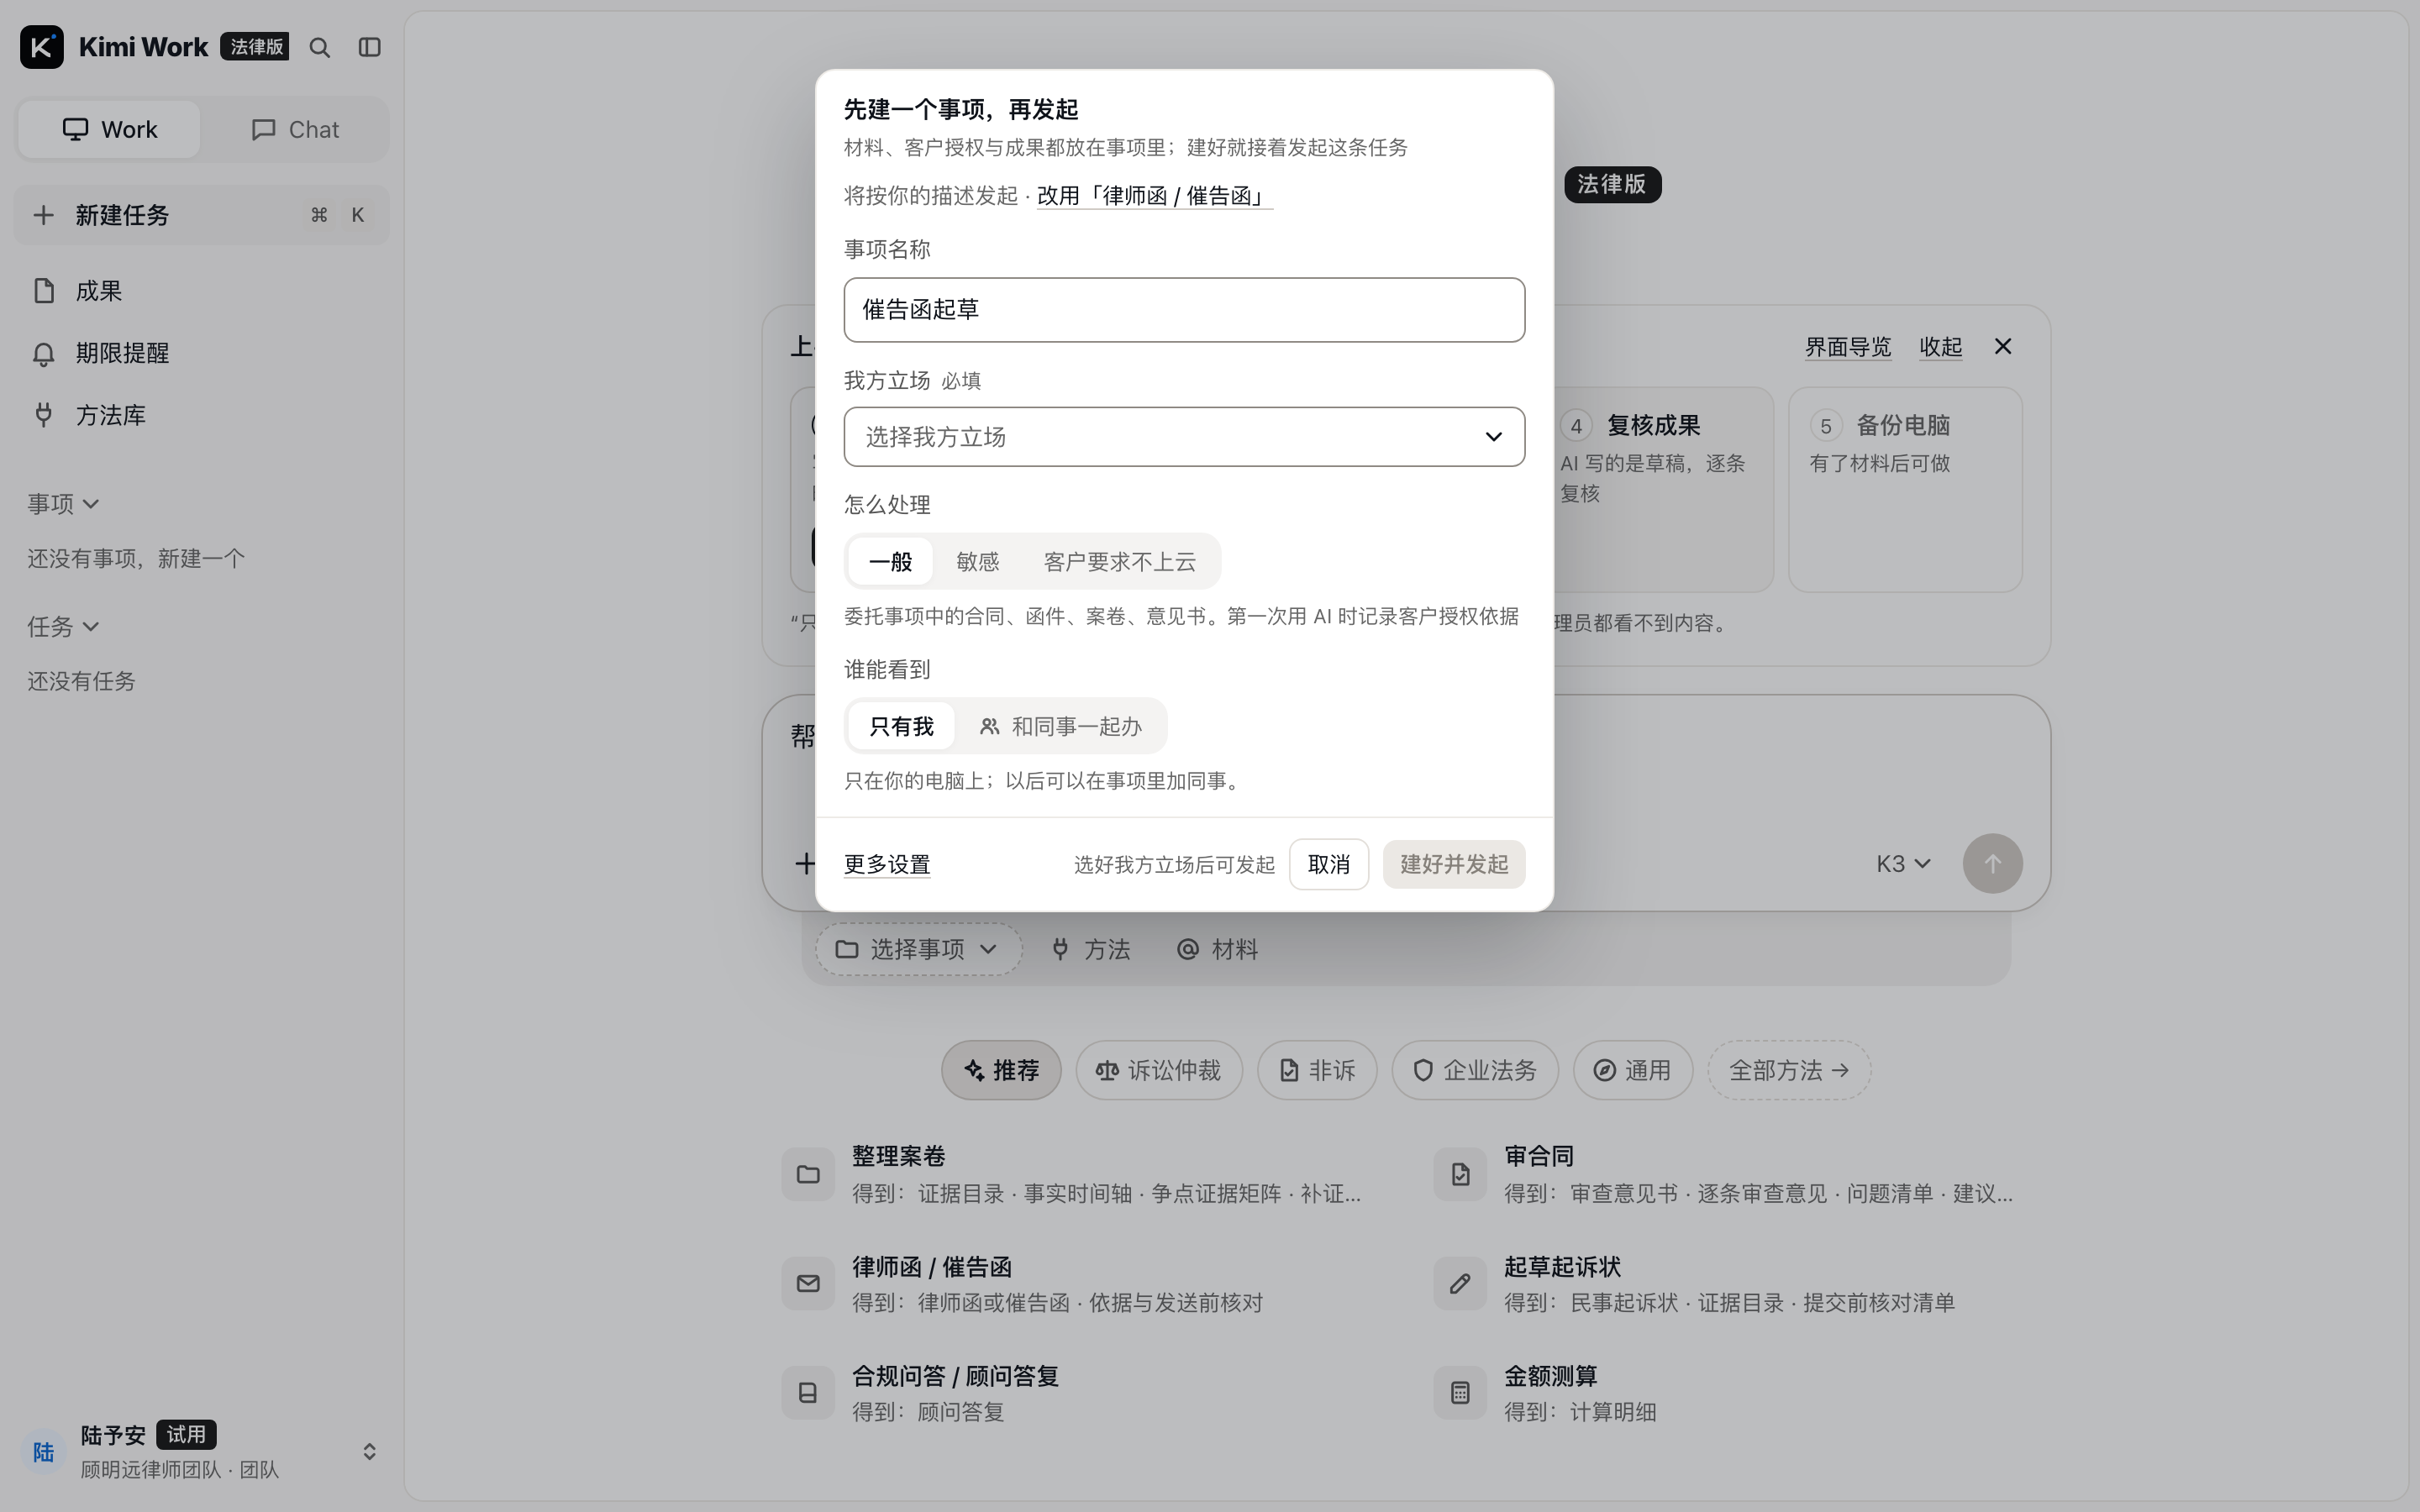 Kimi Work 法律版
Work
Chat
新建任务 ⌘ K
成果
期限提醒
方法库
事项
还没有事项，新建一个
任务
还没有任务
陆 陆予安 试用
顾明远律师团队 · 团队
法律版
界面导览 收起
4 复核成果
AI 写的是草稿，逐条
复核
5 备份电脑
有了材料后可做
理员都看不到内容。
先建一个事项，再发起
材料、客户授权与成果都放在事项里；建好就接着发起这条任务
将按你的描述发起 · 改用「律师函 / 催告函」
事项名称
催告函起草
我方立场 必填
选择我方立场
怎么处理
一般 敏感 客户要求不上云
委托事项中的合同、函件、案卷、意见书。第一次用 AI 时记录客户授权依据
谁能看到
只有我 和同事一起办
只在你的电脑上；以后可以在事项里加同事。
更多设置 选好我方立场后可发起 取消 建好并发起
上
“只
帮
K3
选择事项 方法 材料
推荐 诉讼仲裁 非诉 企业法务 通用 全部方法 →
整理案卷
得到：证据目录 · 事实时间轴 · 争点证据矩阵 · 补证...
审合同
得到：审查意见书 · 逐条审查意见 · 问题清单 · 建议...
律师函 / 催告函
得到：律师函或催告函 · 依据与发送前核对
起草起诉状
得到：民事起诉状 · 证据目录 · 提交前核对清单
合规问答 / 顾问答复
得到：顾问答复
金额测算
得到：计算明细